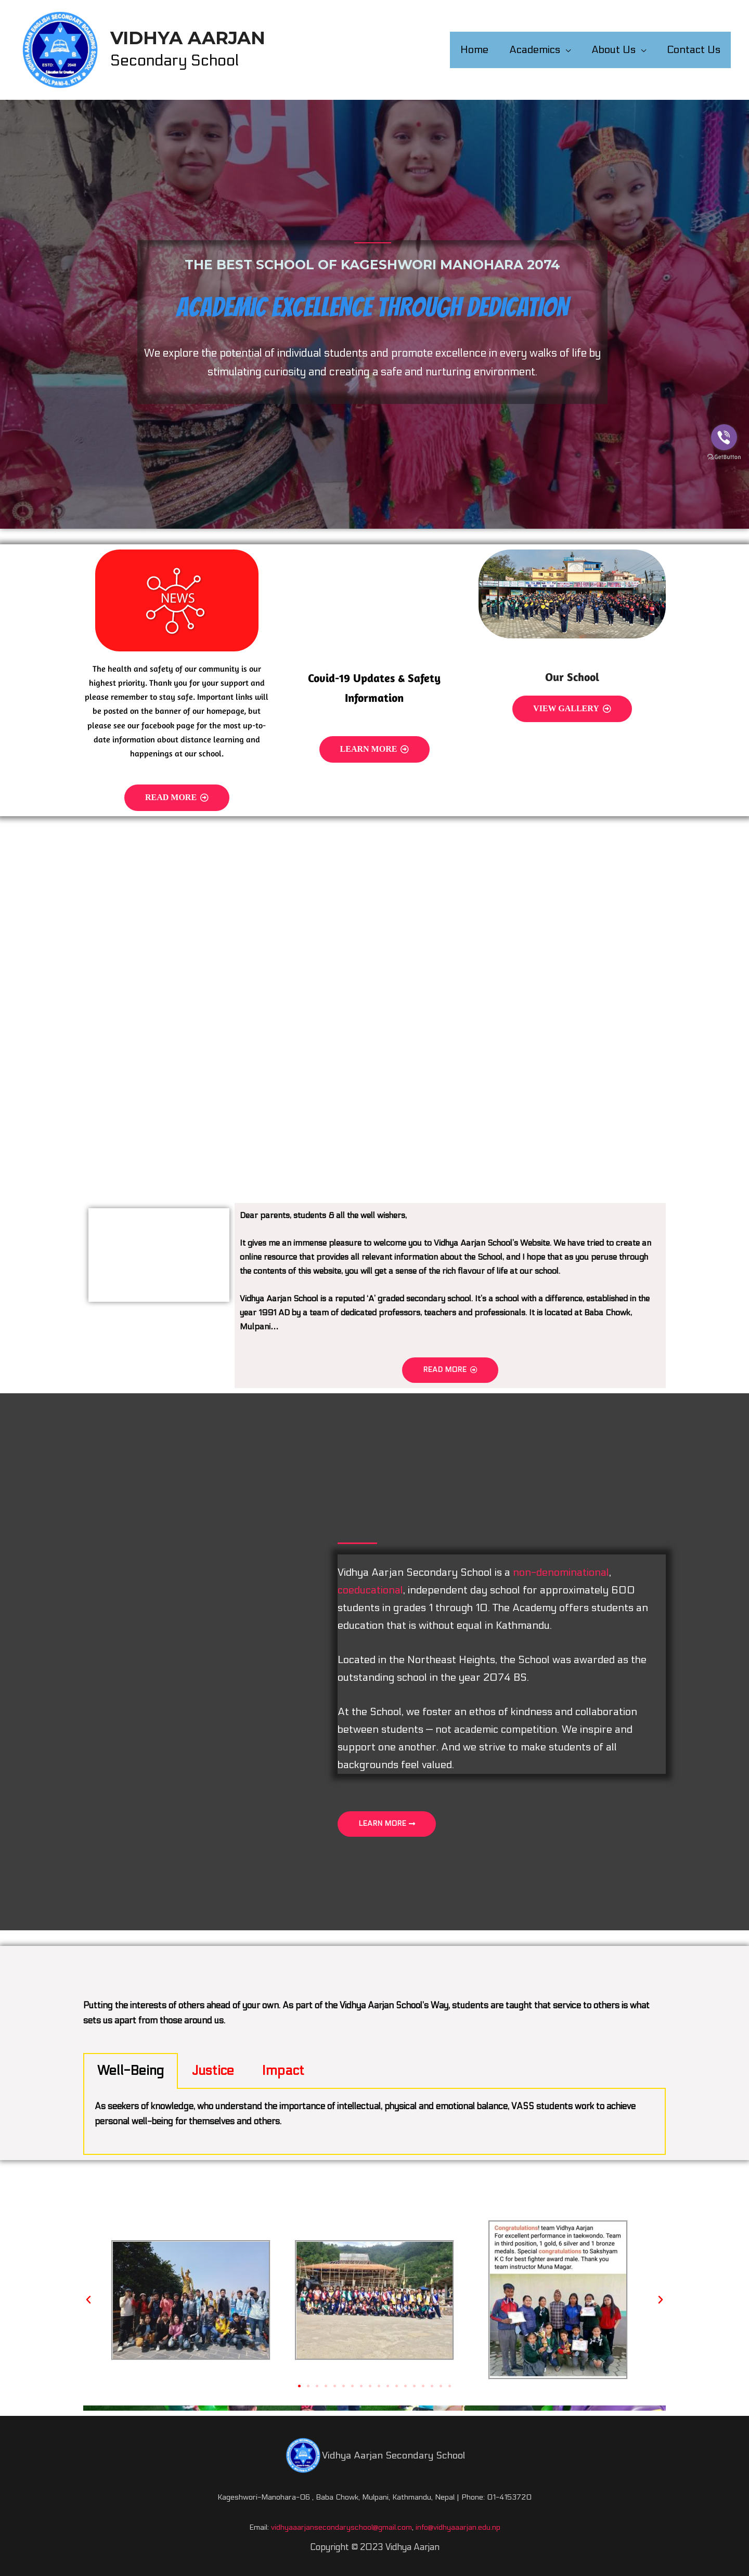 VIDHYA AARJAN
Secondary School
Home
Academics
About Us
Contact Us
THE BEST SCHOOL OF KAGESHWORI MANOHARA 2074
ACADEMIC EXCELLENCE THROUGH DEDICATION
We explore the potential of individual students and promote excellence in every walks of life by
stimulating curiosity and creating a safe and nurturing environment.
GetButton
NEWS
The health and safety of our community is our
highest priority. Thank you for your support and
please remember to stay safe. Important links will
be posted on the banner of our homepage, but
please see our facebook page for the most up-to-
date information about distance learning and
happenings at our school.
READ MORE
Covid-19 Updates & Safety
Information
LEARN MORE
Our School
VIEW GALLERY
Dear parents, students & all the well wishers,
It gives me an immense pleasure to welcome you to Vidhya Aarjan School's Website. We have tried to create an
online resource that provides all relevant information about the School, and I hope that as you peruse through
the contents of this website, you will get a sense of the rich flavour of life at our school.
Vidhya Aarjan School is a reputed 'A' graded secondary school. It's a school with a difference, established in the
year 1991 AD by a team of dedicated professors, teachers and professionals. It is located at Baba Chowk,
Mulpani…
READ MORE
Vidhya Aarjan Secondary School is a non-denominational,
coeducational, independent day school for approximately 600
students in grades 1 through 10. The Academy offers students an
education that is without equal in Kathmandu.
Located in the Northeast Heights, the School was awarded as the
outstanding school in the year 2074 BS.
At the School, we foster an ethos of kindness and collaboration
between students — not academic competition. We inspire and
support one another. And we strive to make students of all
backgrounds feel valued.
LEARN MORE
Putting the interests of others ahead of your own. As part of the Vidhya Aarjan School's Way, students are taught that service to others is what
sets us apart from those around us.
Well-Being
Justice
Impact
As seekers of knowledge, who understand the importance of intellectual, physical and emotional balance, VASS students work to achieve
personal well-being for themselves and others.
Congratulations! team Vidhya Aarjan
For excellent performance in taekwondo. Team
in third position, 1 gold, 6 silver and 1 bronze
medals. Special congratulations to Sakshyam
K C for best fighter award male. Thank you
team instructor Muna Magar.
Vidhya Aarjan Secondary School
Kageshwori-Manohara-06 , Baba Chowk, Mulpani, Kathmandu, Nepal | Phone: 01-4153720
Email: vidhyaaarjansecondaryschool@gmail.com, info@vidhyaaarjan.edu.np
Copyright © 2023 Vidhya Aarjan